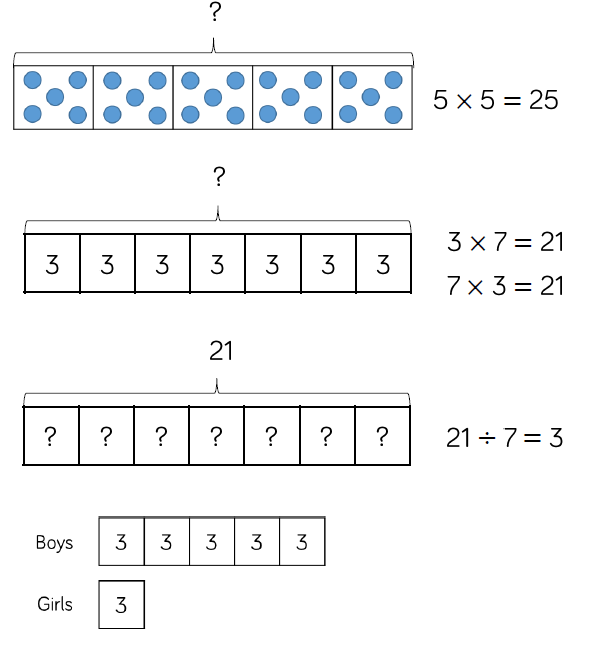 ?
5 × 5 = 25
?
3 3 3 3 3 3 3
3 × 7 = 21
7 × 3 = 21
21
? ? ? ? ? ? ?
21 ÷ 7 = 3
Boys 3 3 3 3 3
Girls 3